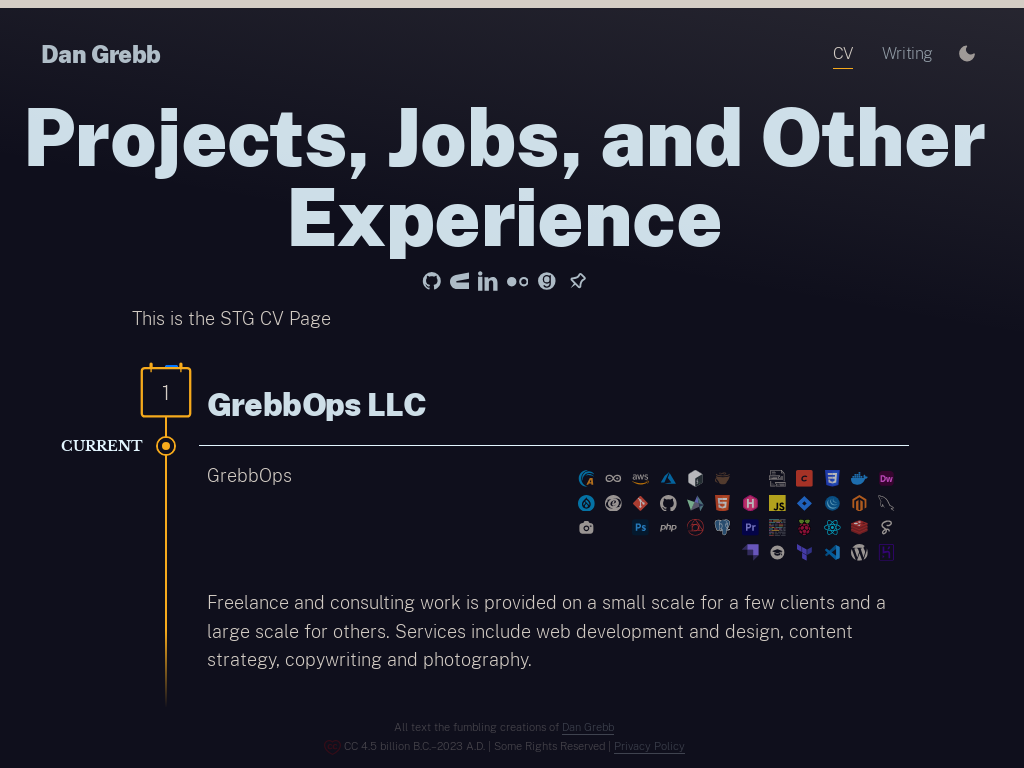 Dan Grebb
CV
Writing
Projects, Jobs, and Other
Experience
in
This is the STG CV Page
1
GrebbOps LLC
CURRENT
GrebbOps
aws
Dw
JS
Ps
php
Pr
Freelance and consulting work is provided on a small scale for a few clients and a
large scale for others. Services include web development and design, content
strategy, copywriting and photography.
All text the fumbling creations of Dan Grebb
CC 4.5 billion B.C.–2023 A.D. | Some Rights Reserved | Privacy Policy